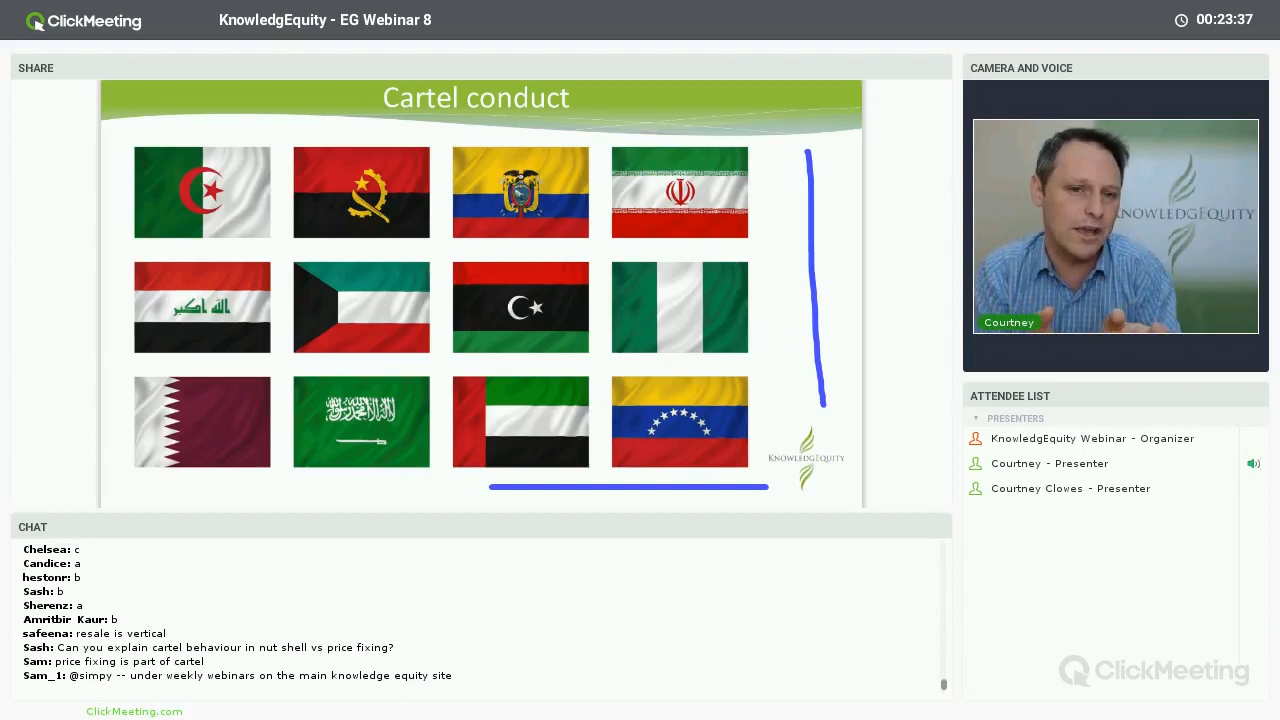 ClickMeeting
KnowledgEquity - EG Webinar 8
00:23:37
SHARE
CAMERA AND VOICE
Cartel conduct
الله اكبر
KNOWLEDGEQUITY
KNOWLEDGEQUITY
Courtney
ATTENDEE LIST
PRESENTERS
KnowledgEquity Webinar - Organizer
Courtney - Presenter
Courtney Clowes - Presenter
CHAT
Chelsea: c
Candice: a
hestonr: b
Sash: b
Sherenz: a
Amritbir Kaur: b
safeena: resale is vertical
Sash: Can you explain cartel behaviour in nut shell vs price fixing?
Sam: price fixing is part of cartel
Sam_1: @simpy -- under weekly webinars on the main knowledge equity site
ClickMeeting
ClickMeeting.com